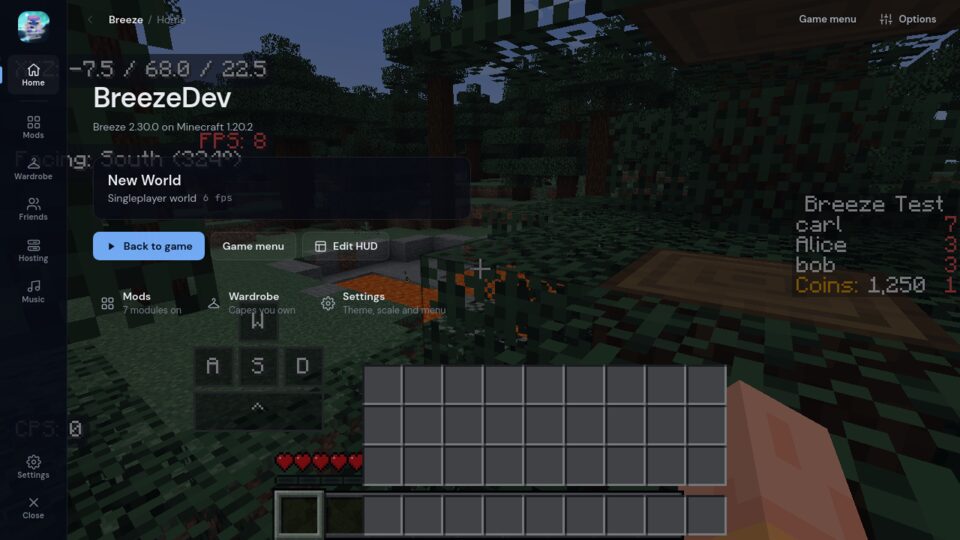 Breeze / Home
Game menu
Options
Home
-7.5 / 68.0 / 22.5
BreezeDev
Breeze 2.30.0 on Minecraft 1.20.2
FPS: 8
Mods
Facing: South (324°)
Wardrobe
New World
Singleplayer world 6 fps
Friends
Breeze Test
carl 7
Alice 3
bob 3
Coins: 1,250 1
Hosting
Back to game
Game menu
Edit HUD
Music
Mods
7 modules on
Wardrobe
Capes you own
Settings
Theme, scale and menu
W
A S D
^
CPS: 0
Settings
Close